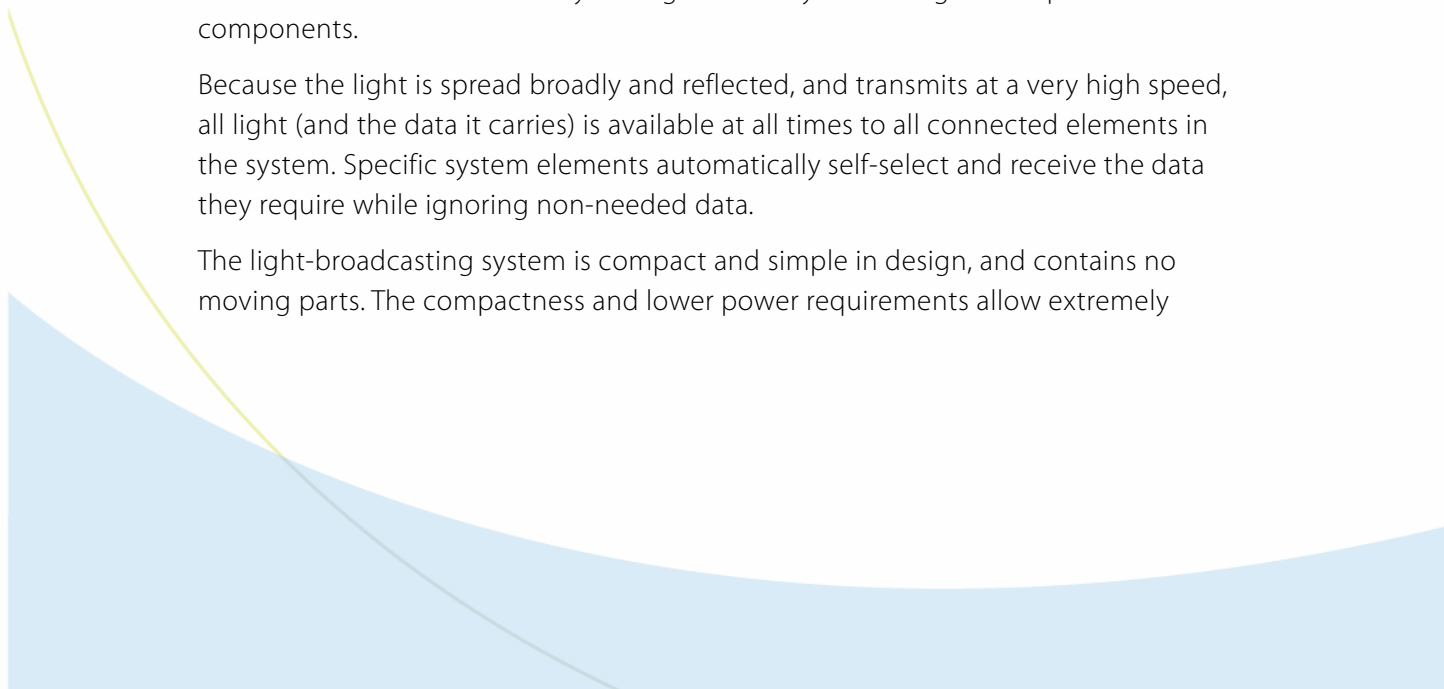 components.
Because the light is spread broadly and reflected, and transmits at a very high speed,
all light (and the data it carries) is available at all times to all connected elements in
the system. Specific system elements automatically self-select and receive the data
they require while ignoring non-needed data.
The light-broadcasting system is compact and simple in design, and contains no
moving parts. The compactness and lower power requirements allow extremely